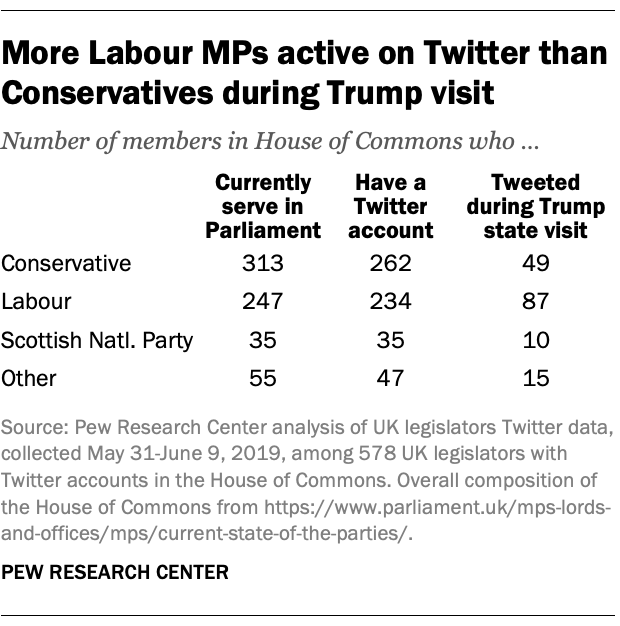 More Labour MPs active on Twitter than
Conservatives during Trump visit
Number of members in House of Commons who ...
Currently serve in Parliament Have a Twitter account Tweeted during Trump state visit
Conservative 313 262 49
Labour 247 234 87
Scottish Natl. Party 35 35 10
Other 55 47 15
Source: Pew Research Center analysis of UK legislators Twitter data,
collected May 31-June 9, 2019, among 578 UK legislators with
Twitter accounts in the House of Commons. Overall composition of
the House of Commons from https://www.parliament.uk/mps-lords-
and-offices/mps/current-state-of-the-parties/.
PEW RESEARCH CENTER